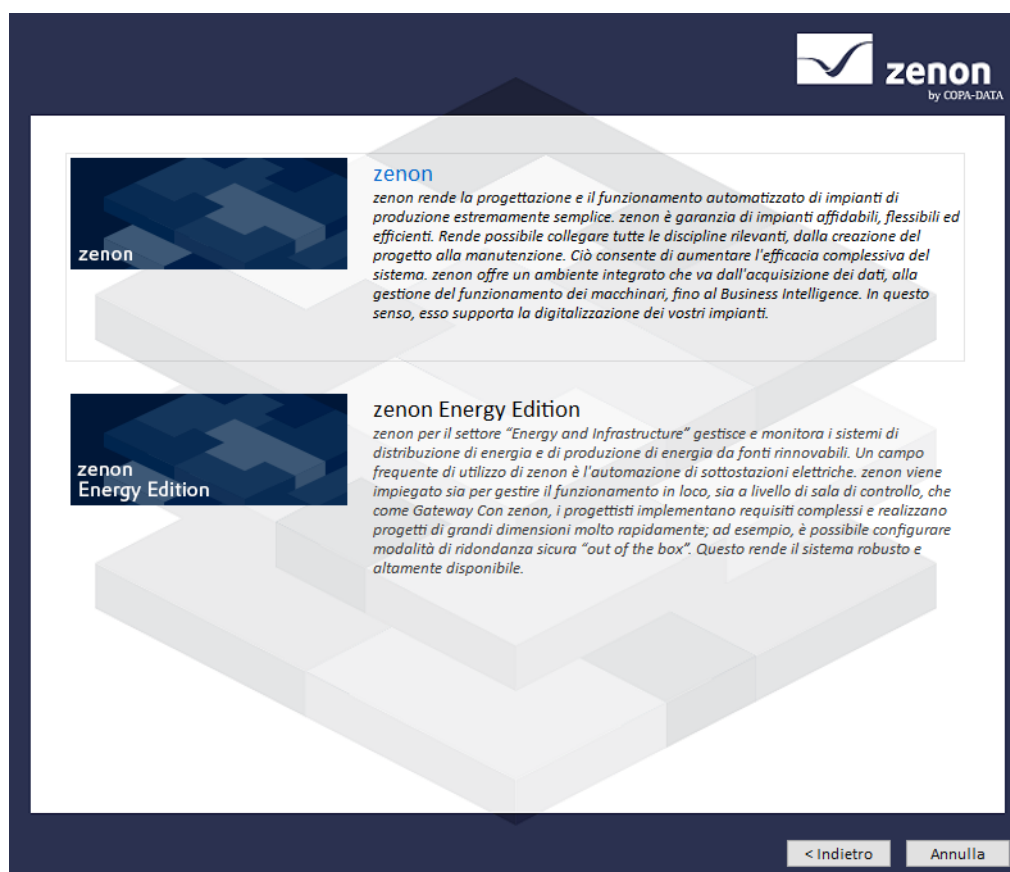 zenon
by COPA-DATA
zenon
zenon
zenon rende la progettazione e il funzionamento automatizzato di impianti di
produzione estremamente semplice. zenon è garanzia di impianti affidabili, flessibili ed
efficienti. Rende possibile collegare tutte le discipline rilevanti, dalla creazione del
progetto alla manutenzione. Ciò consente di aumentare l'efficacia complessiva del
sistema. zenon offre un ambiente integrato che va dall'acquisizione dei dati, alla
gestione del funzionamento dei macchinari, fino al Business Intelligence. In questo
senso, esso supporta la digitalizzazione dei vostri impianti.
zenon
Energy Edition
zenon Energy Edition
zenon per il settore “Energy and Infrastructure” gestisce e monitora i sistemi di
distribuzione di energia e di produzione di energia da fonti rinnovabili. Un campo
frequente di utilizzo di zenon è l'automazione di sottostazioni elettriche. zenon viene
impiegato sia per gestire il funzionamento in loco, sia a livello di sala di controllo, che
come Gateway Con zenon, i progettisti implementano requisiti complessi e realizzano
progetti di grandi dimensioni molto rapidamente; ad esempio, è possibile configurare
modalità di ridondanza sicura “out of the box”. Questo rende il sistema robusto e
altamente disponibile.
< Indietro
Annulla